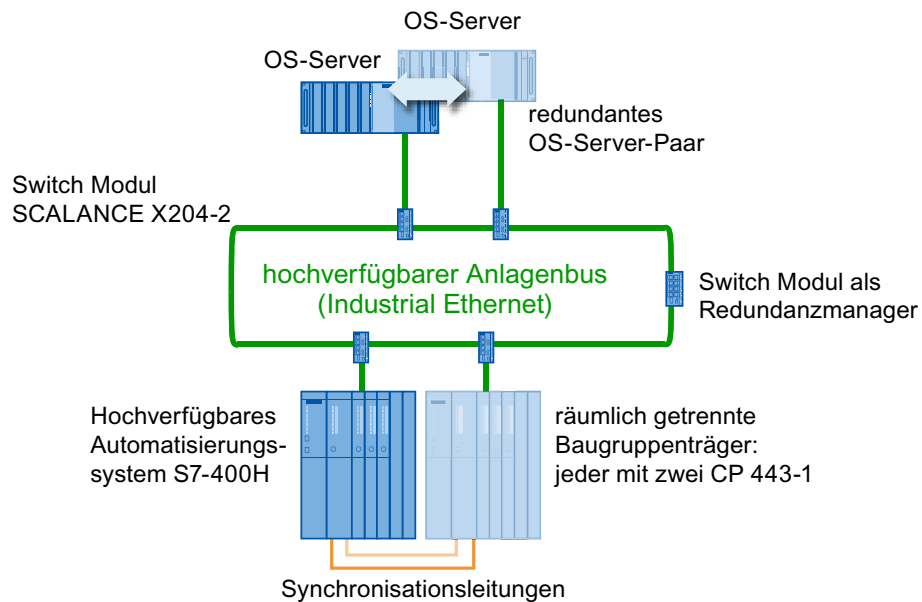 OS-Server
OS-Server
redundantes
OS-Server-Paar
Switch Modul
SCALANCE X204-2
hochverfügbarer Anlagenbus
(Industrial Ethernet)
Switch Modul als
Redundanzmanager
Hochverfügbares
Automatisierungs-
system S7-400H
räumlich getrennte
Baugruppenträger:
jeder mit zwei CP 443-1
Synchronisationsleitungen